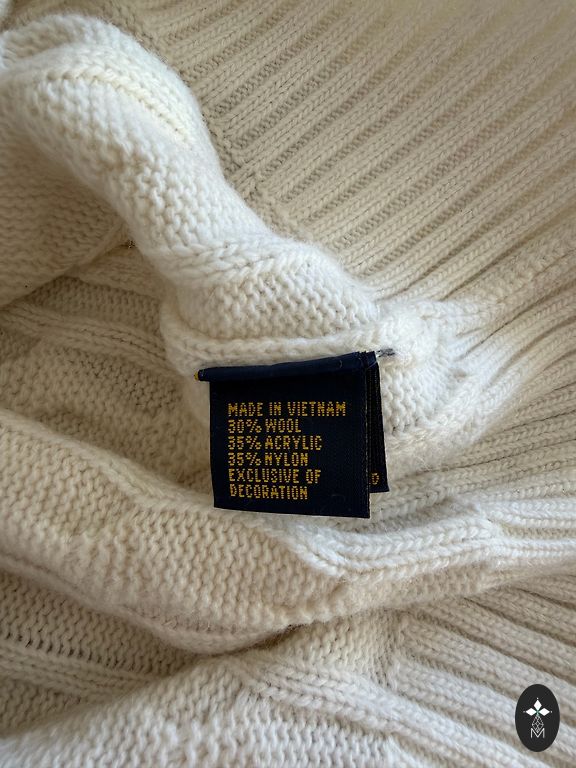 MADE IN VIETNAM
30% WOOL
35% ACRYLIC
35% NYLON
EXCLUSIVE OF
DECORATION